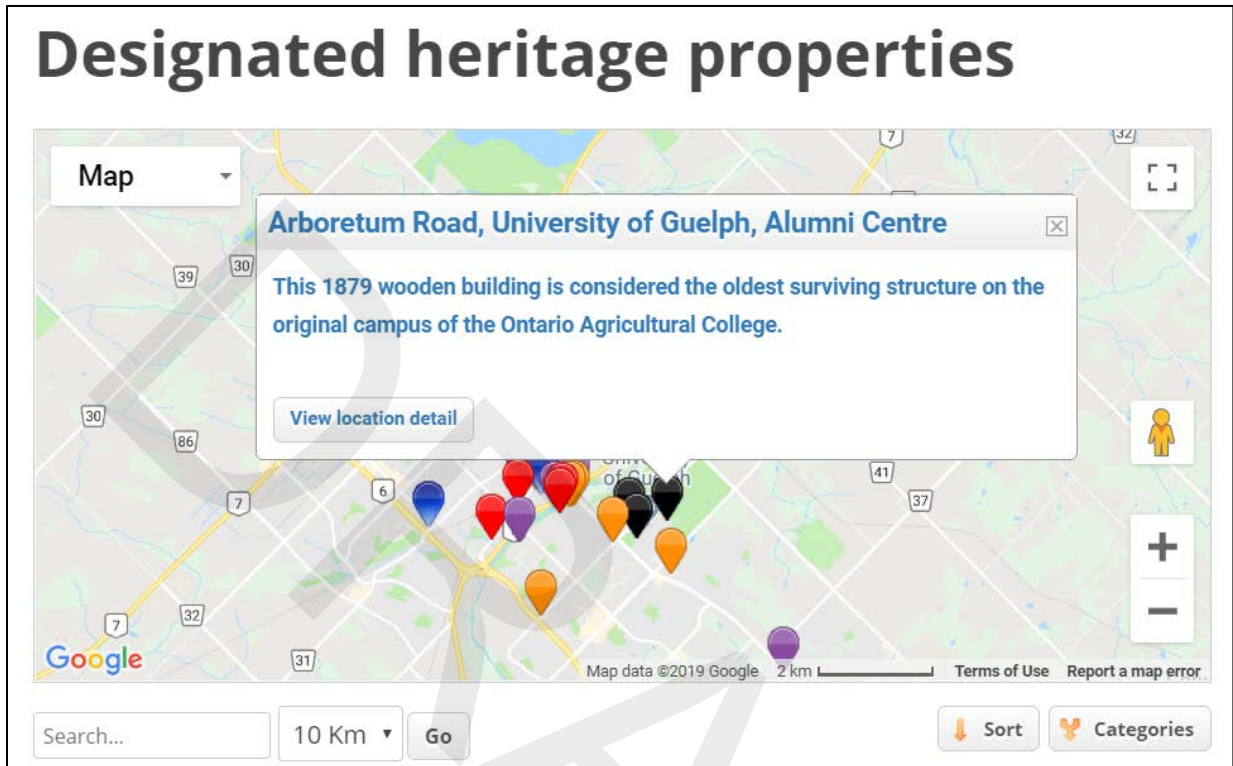 Designated heritage properties
7
32
Map
Arboretum Road, University of Guelph, Alumni Centre
30
39
This 1879 wooden building is considered the oldest surviving structure on the
original campus of the Ontario Agricultural College.
30
View location detail
86
of Guelph
41
6
37
7
32
7
Google
31
Map data ©2019 Google 2 km Terms of Use Report a map error
Search...
10 Km
Go
Sort
Categories